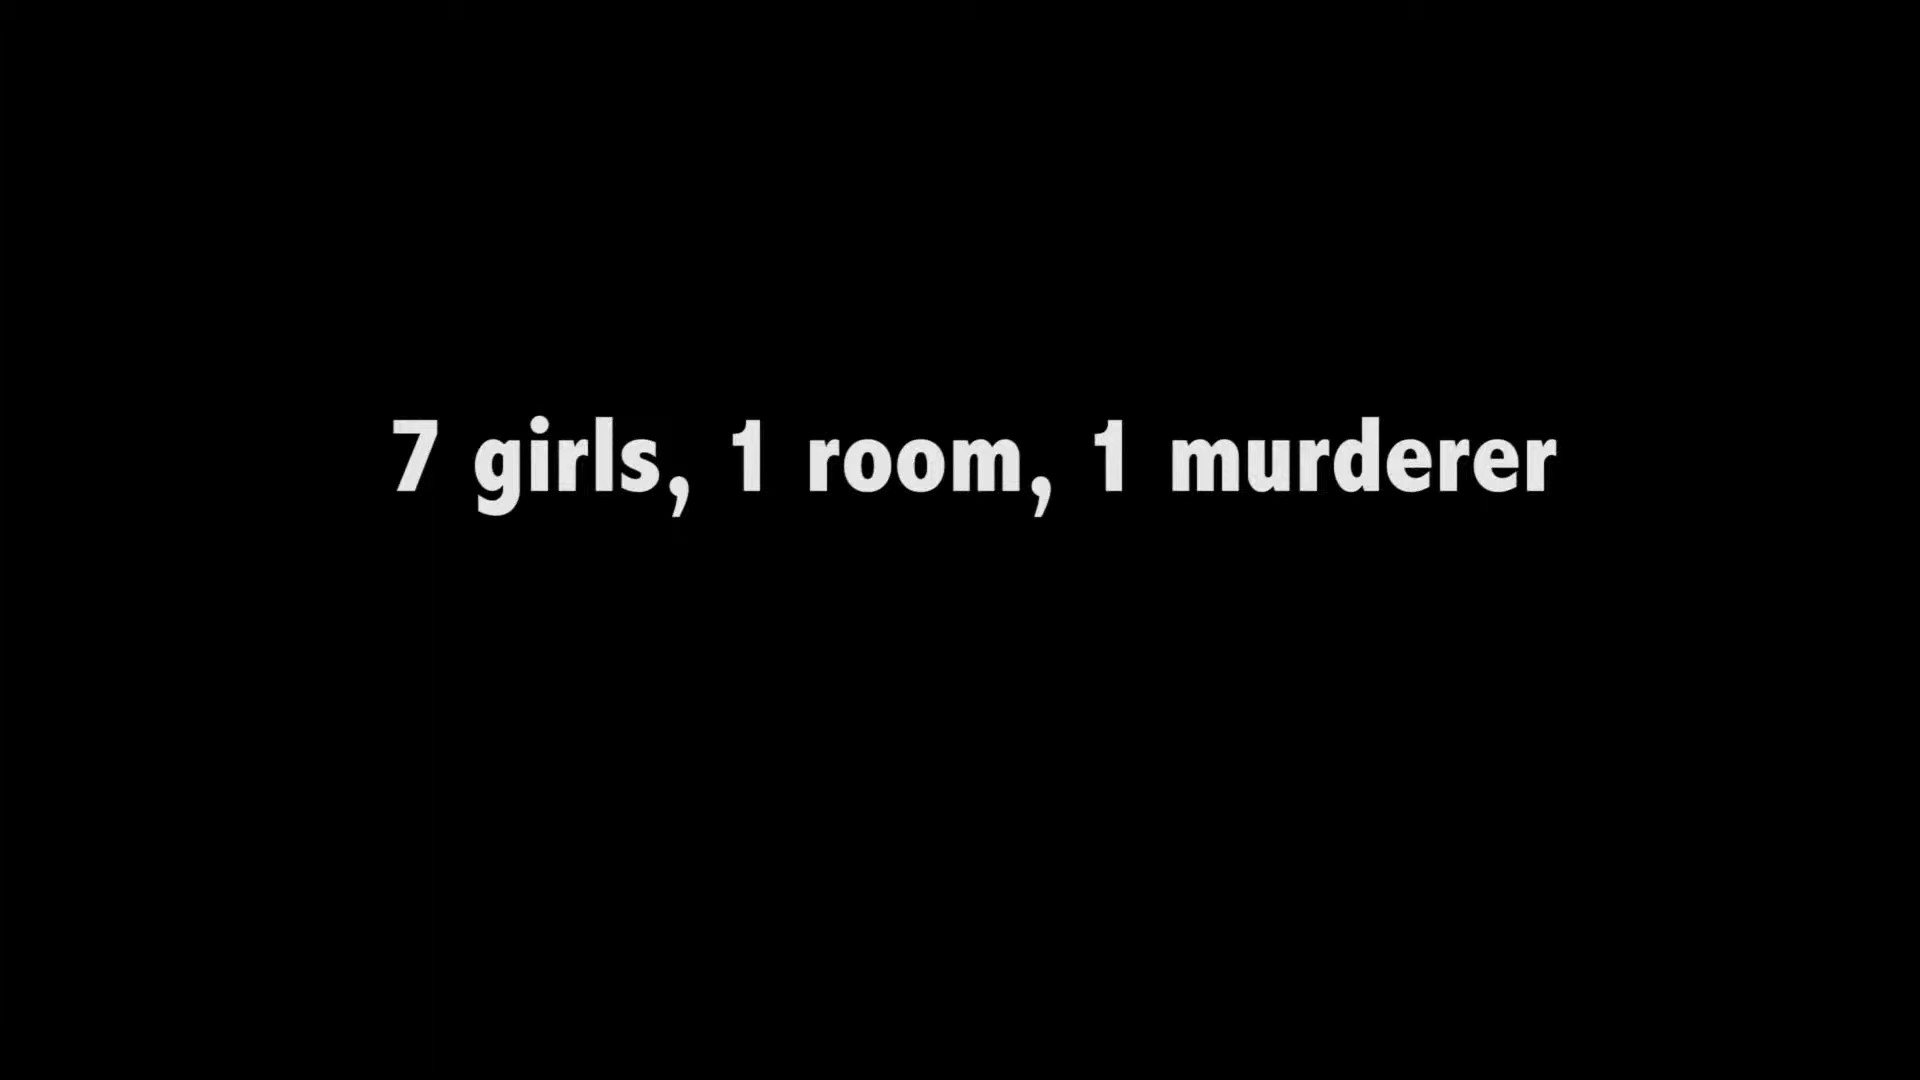 7 girls, 1 room, 1 murderer